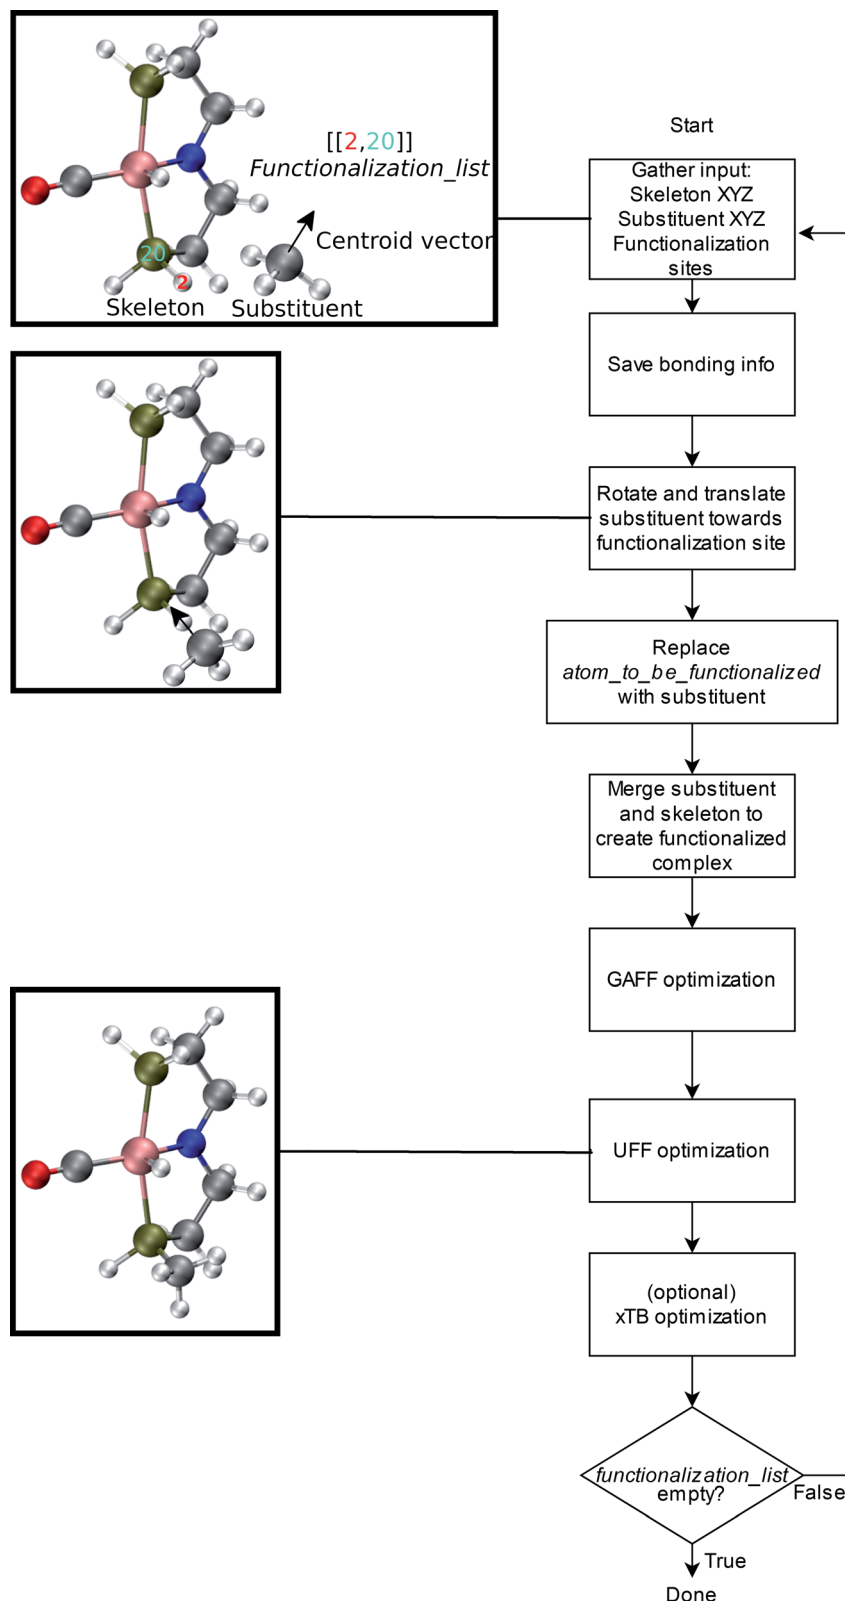 [[2,20]]
Functionalization_list
Centroid vector
20
2
Skeleton
Substituent
Start
Gather input:
Skeleton XYZ
Substituent XYZ
Functionalization
sites
Save bonding info
Rotate and translate
substituent towards
functionalization site
Replace
atom_to_be_functionalized
with substituent
Merge substituent
and skeleton to
create functionalized
complex
GAFF optimization
UFF optimization
(optional)
xTB optimization
functionalization_list
empty?
False
True
Done